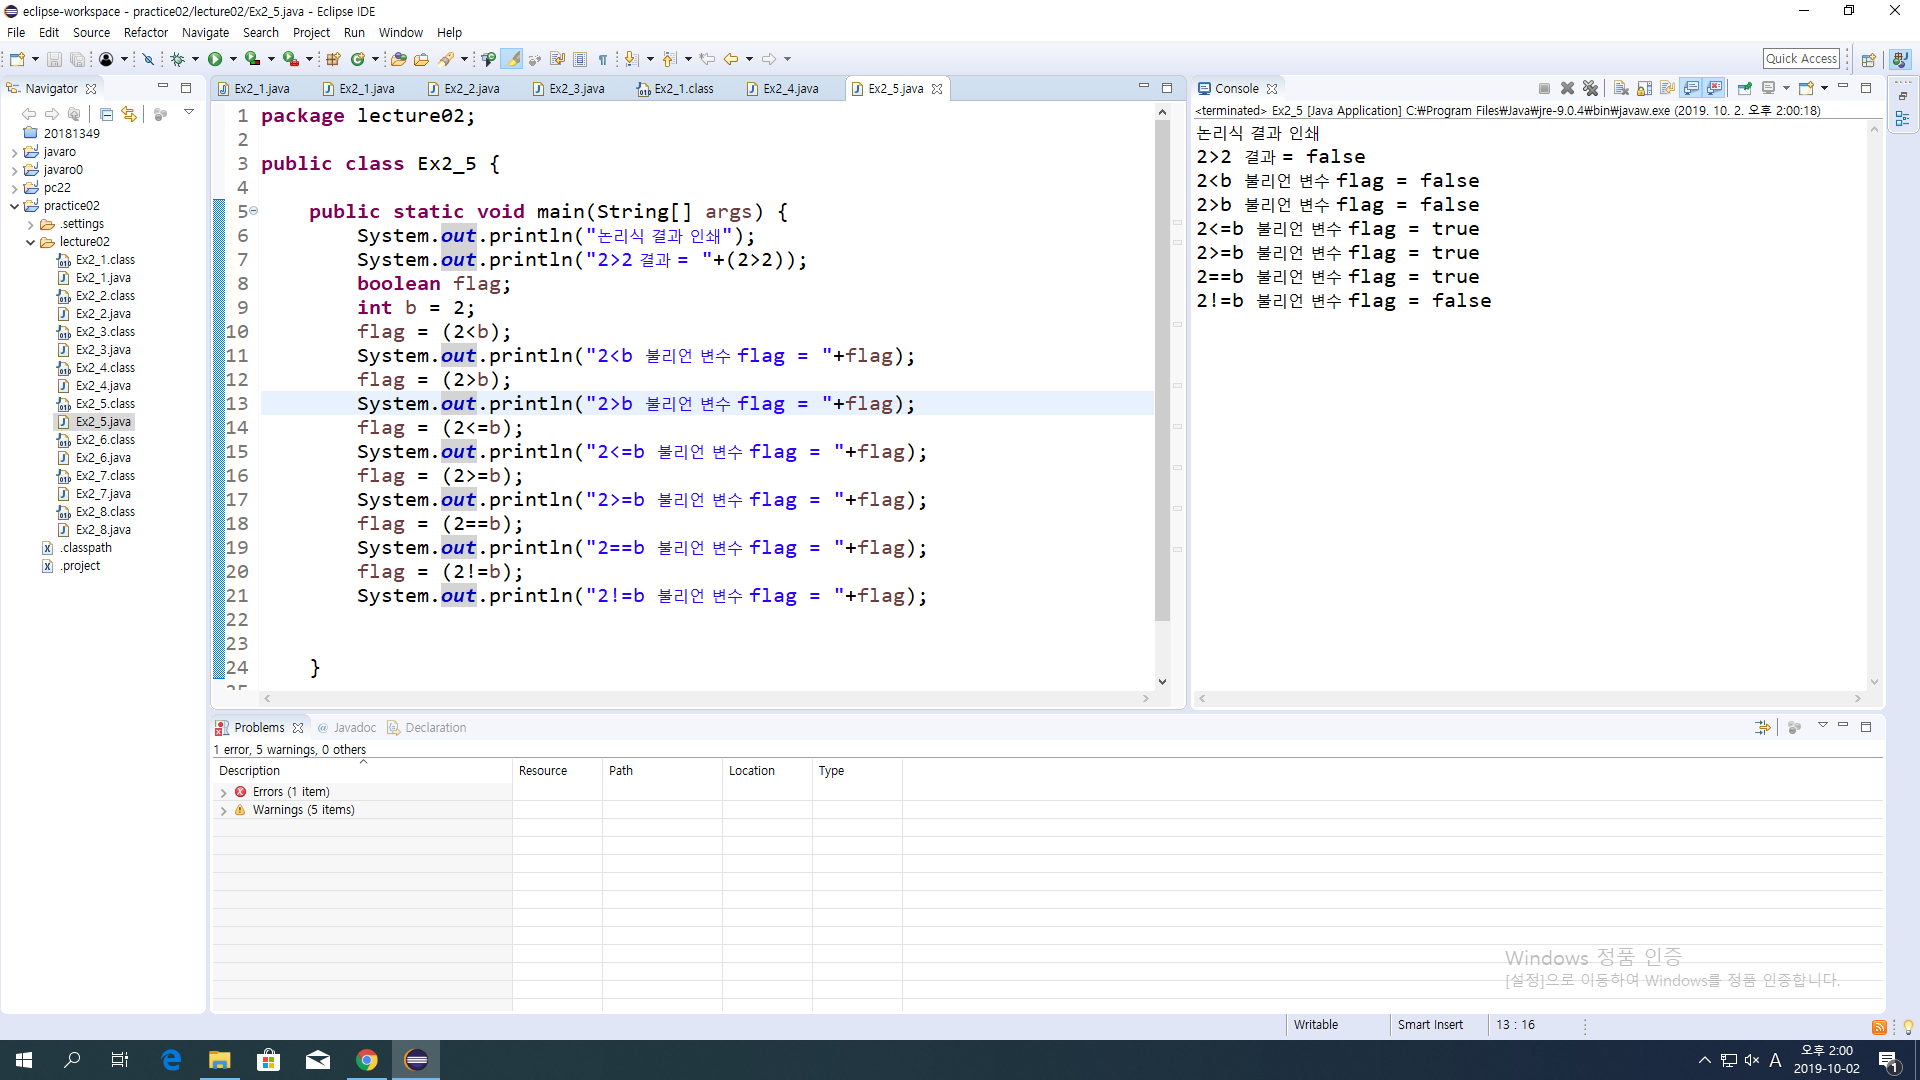 eclipse-workspace - practice02/lecture02/Ex2_5.java - Eclipse IDE
File Edit Source Refactor Navigate Search Project Run Window Help
Quick Access
Navigator
20181349
javaro
javaro0
pc22
practice02
.settings
lecture02
Ex2_1.class
Ex2_1.java
Ex2_2.class
Ex2_2.java
Ex2_3.class
Ex2_3.java
Ex2_4.class
Ex2_4.java
Ex2_5.class
Ex2_5.java
Ex2_6.class
Ex2_6.java
Ex2_7.class
Ex2_7.java
Ex2_8.class
Ex2_8.java
.classpath
.project
Ex2_1.java Ex2_1.java Ex2_2.java Ex2_3.java Ex2_1.class Ex2_4.java Ex2_5.java
1 package lecture02;
2
3 public class Ex2_5 {
4
5 public static void main(String[] args) {
6 System.out.println("논리식 결과 인쇄");
7 System.out.println("2>2 결과 = "+(2>2));
8 boolean flag;
9 int b = 2;
10 flag = (2<b);
11 System.out.println("2<b 불리언 변수 flag = "+flag);
12 flag = (2>b);
13 System.out.println("2>b 불리언 변수 flag = "+flag);
14 flag = (2<=b);
15 System.out.println("2<=b 불리언 변수 flag = "+flag);
16 flag = (2>=b);
17 System.out.println("2>=b 불리언 변수 flag = "+flag);
18 flag = (2==b);
19 System.out.println("2==b 불리언 변수 flag = "+flag);
20 flag = (2!=b);
21 System.out.println("2!=b 불리언 변수 flag = "+flag);
22
23
24 }
Console
<terminated> Ex2_5 [Java Application] C:₩Program Files₩Java₩jre-9.0.4₩bin₩javaw.exe (2019. 10. 2. 오후 2:00:18)
논리식 결과 인쇄
2>2 결과 = false
2<b 불리언 변수 flag = false
2>b 불리언 변수 flag = false
2<=b 불리언 변수 flag = true
2>=b 불리언 변수 flag = true
2==b 불리언 변수 flag = true
2!=b 불리언 변수 flag = false
Problems @ Javadoc Declaration
1 error, 5 warnings, 0 others
Description Resource Path Location Type
Errors (1 item)
Warnings (5 items)
Windows 정품 인증
[설정]으로 이동하여 Windows를 정품 인증합니다.
Writable Smart Insert 13 : 16
A 오후 2:00
2019-10-02
1